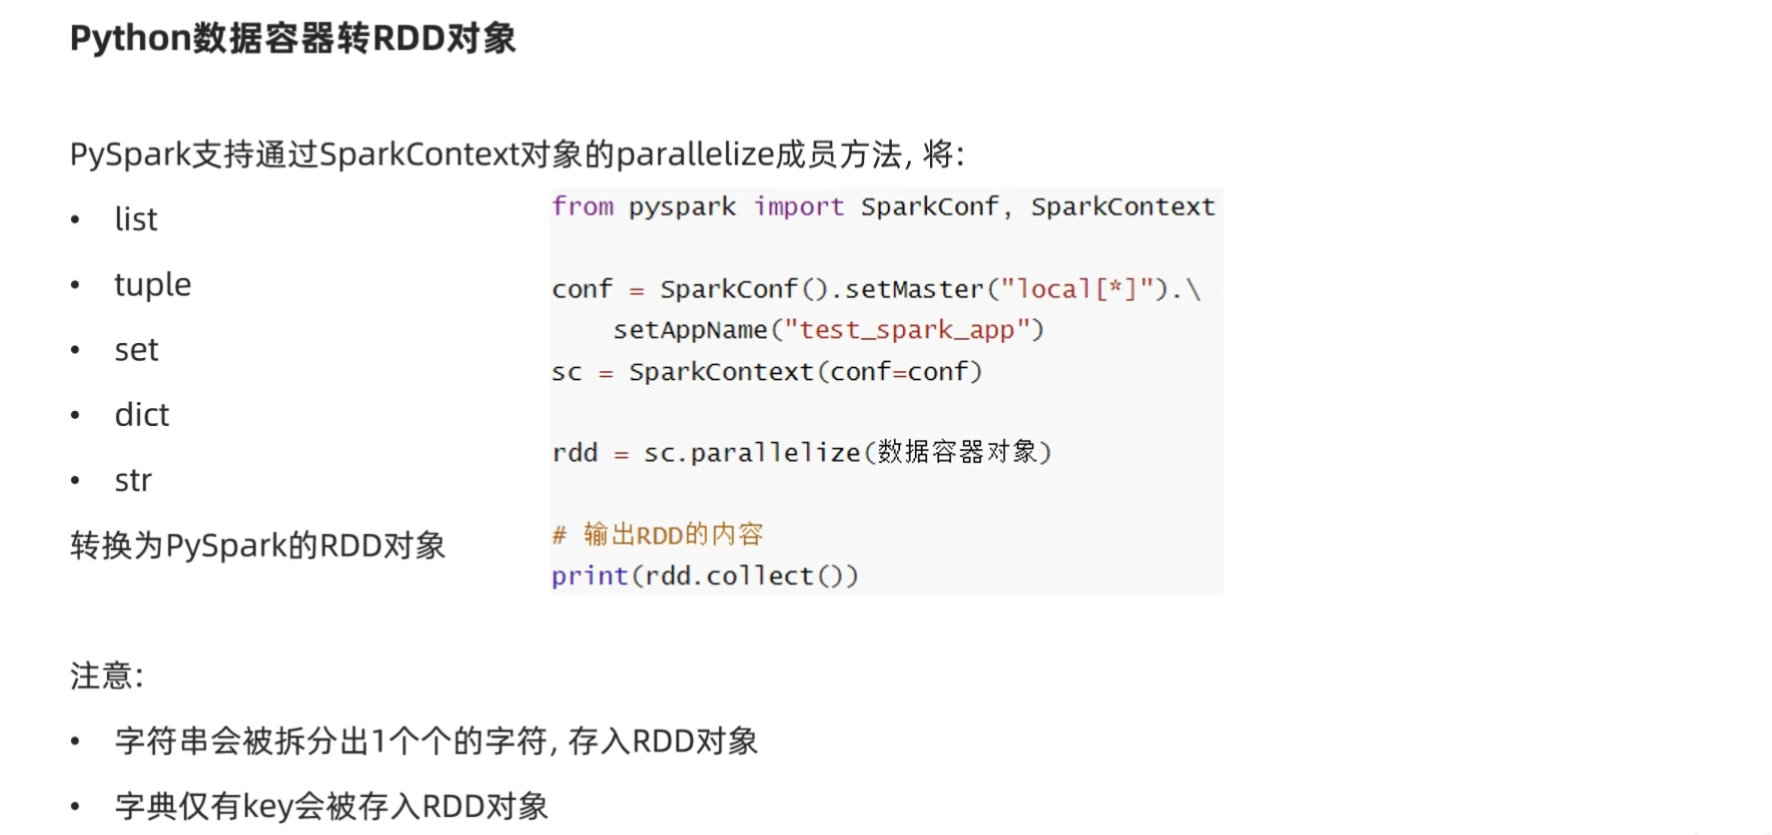 Python数据容器转RDD对象
PySpark支持通过SparkContext对象的parallelize成员方法, 将:
• list
• tuple
• set
• dict
• str
转换为PySpark的RDD对象
from pyspark import SparkConf, SparkContext
conf = SparkConf().setMaster("local[*]").\
    setAppName("test_spark_app")
sc = SparkContext(conf=conf)
rdd = sc.parallelize(数据容器对象)
# 输出RDD的内容
print(rdd.collect())
注意:
• 字符串会被拆分出1个个的字符, 存入RDD对象
• 字典仅有key会被存入RDD对象